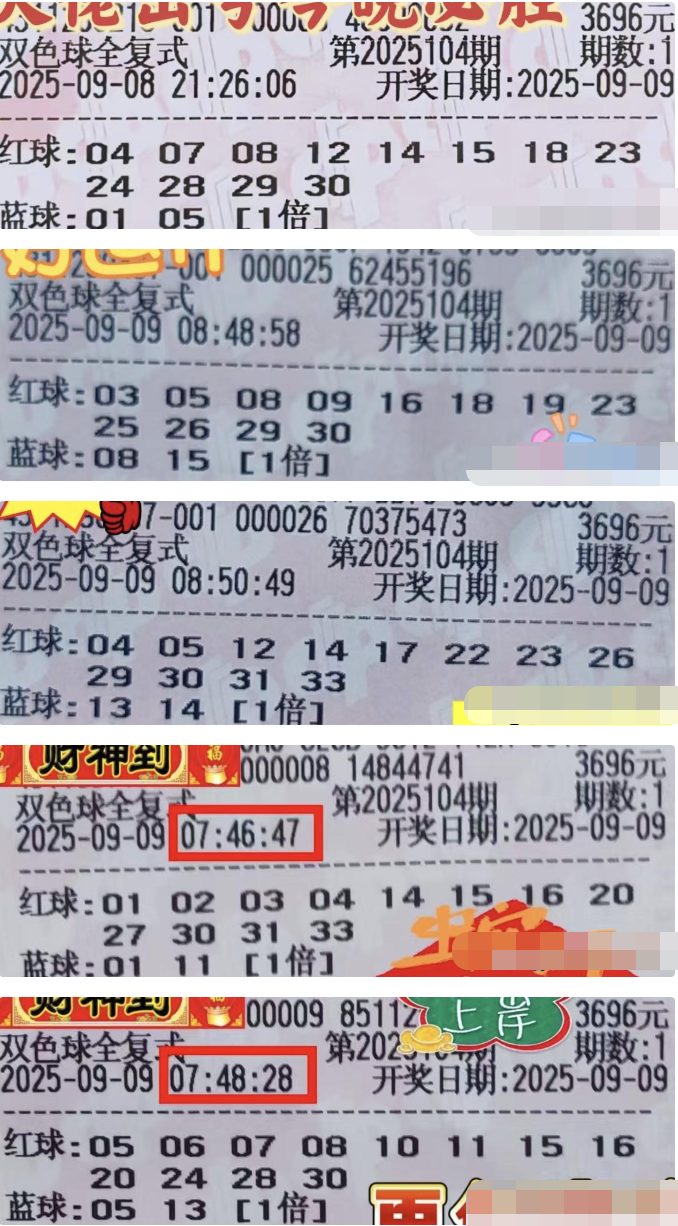 3696元
双色球全复式 第2025104期 期数:1
2025-09-08 21:26:06 开奖日期:2025-09-09
红球:04 07 08 12 14 15 18 23
24 28 29 30
蓝球:01 05 [1倍]
好运件
000025 62455196 3696元
双色球全复式 第2025104期 期数:1
2025-09-09 08:48:58 开奖日期:2025-09-09
红球:03 05 08 09 16 18 19 23
25 26 29 30
蓝球:08 15 [1倍]
7-001 000026 70375473 3696元
双色球全复式 第2025104期 期数:1
2025-09-09 08:50:49 开奖日期:2025-09-09
红球:04 05 12 14 17 22 23 26
29 30 31 33
蓝球:13 14 [1倍]
财神到 福
000008 14844741 3696元
双色球全复式 第2025104期 期数:1
2025-09-09 07:46:47 开奖日期:2025-09-09
红球:01 02 03 04 14 15 16 20
27 30 31 33
蓝球:01 11 [1倍]
财神到
00009 85112 上岸 3696元
双色球全复式 第202 期 期数:1
2025-09-09 07:48:28 开奖日期:2025-09-09
红球:05 06 07 08 10 11 15 16
20 24 28 30
蓝球:05 13 [1倍]